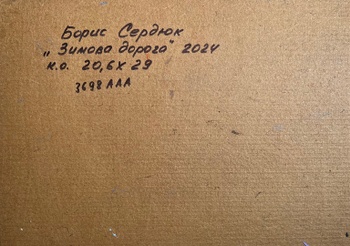 Борис Сердюк
„Зимова дорога" 2024
к.о. 20,6х29
3698 ААА